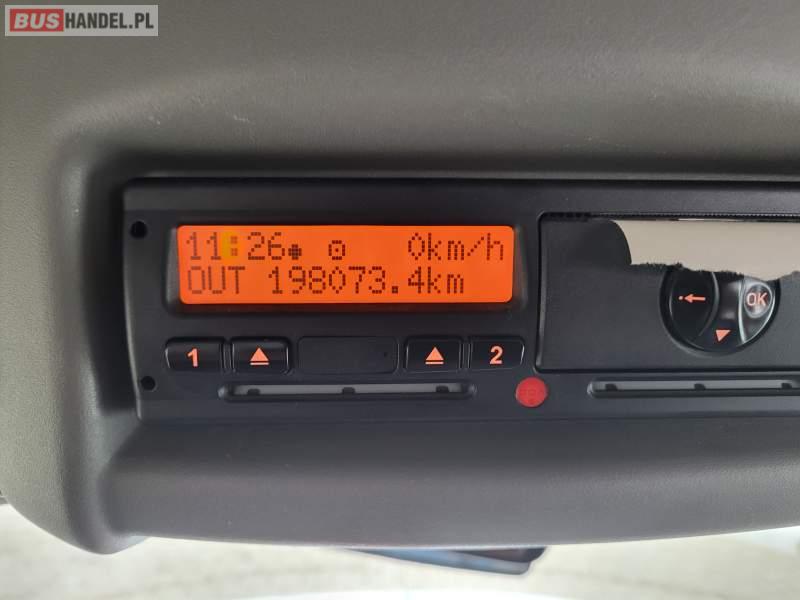 BUSHANDEL.PL
11:26 0km/h
OUT 198073.4km
OK
1 2